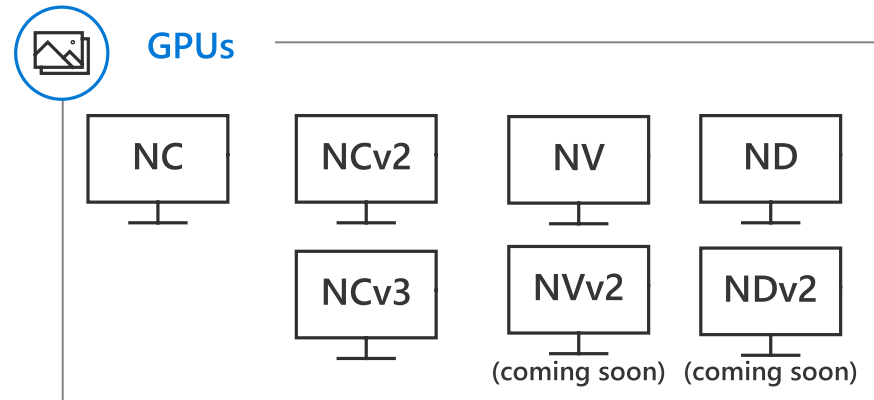 GPUs
NC
NCv2
NV
ND
NCv3
NVv2
NDv2
(coming soon)
(coming soon)